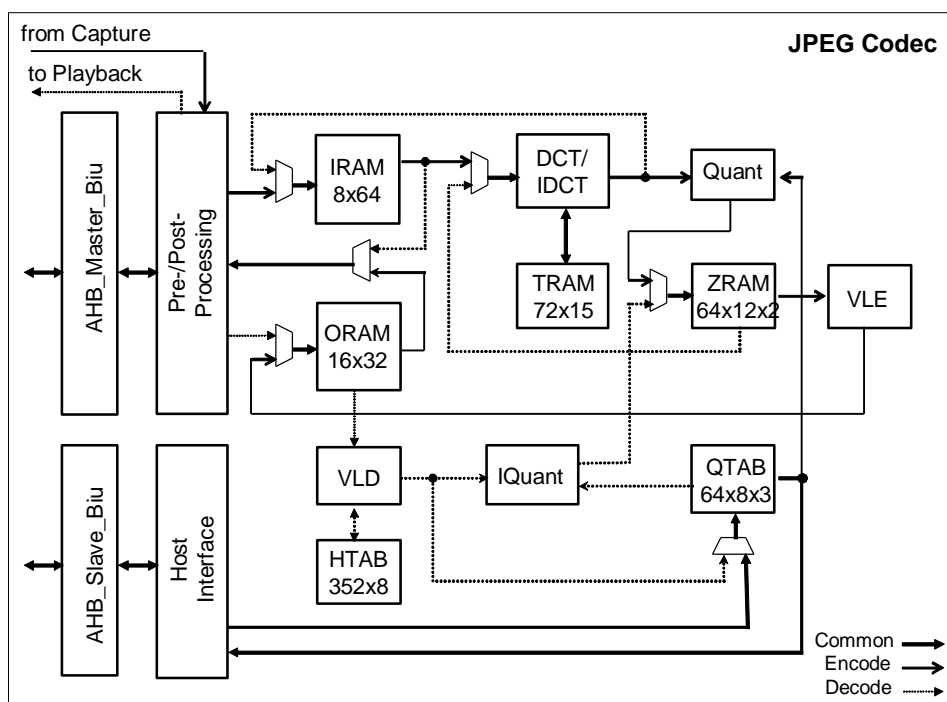 from Capture
JPEG Codec
to Playback
AHB_Master_Biu
Pre-/Post-
Processing
IRAM
8x64
DCT/
IDCT
Quant
TRAM
72x15
ZRAM
64x12x2
VLE
ORAM
16x32
VLD
IQuant
QTAB
64x8x3
HTAB
352x8
AHB_Slave_Biu
Host
Interface
Common
Encode
Decode